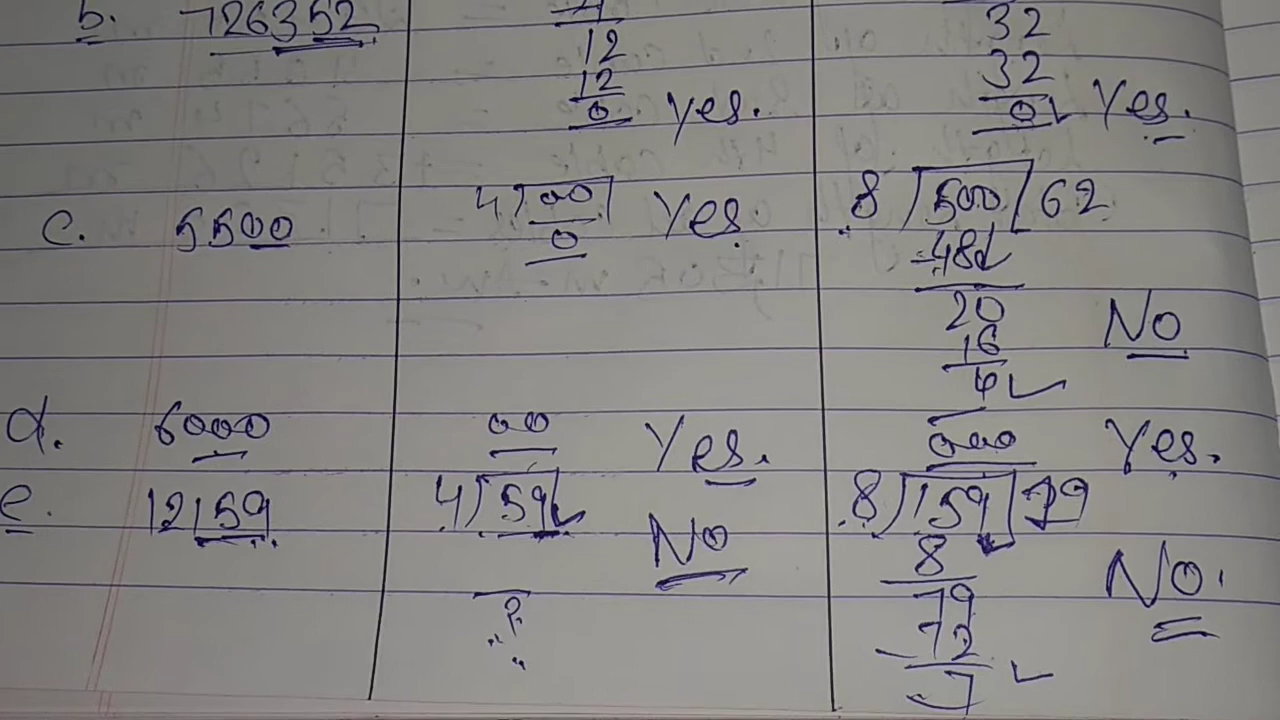 b. 726352
4
12
12
0 Yes.
32
32
0 Yes.
c. 5500
4) 00
0
Yes
8) 500 ( 62
-48
20
16
4
No
d. 6000 00 Yes. 000 Yes.
e. 12159
4) 59
No
?
8) 159 ( 19
8
79
-72
7
No.